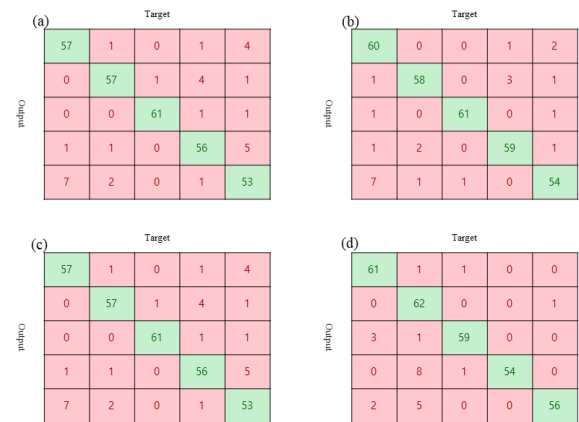 (a) Target
Output
57 1 0 1 4
0 57 1 4 1
0 0 61 1 1
1 1 0 56 5
7 2 0 1 53
(b) Target
Output
60 0 0 1 2
1 58 0 3 1
1 0 61 0 1
1 2 0 59 1
7 1 1 0 54
(c) Target
Output
57 1 0 1 4
0 57 1 4 1
0 0 61 1 1
1 1 0 56 5
7 2 0 1 53
(d) Target
Output
61 1 1 0 0
0 62 0 0 1
3 1 59 0 0
0 8 1 54 0
2 5 0 0 56